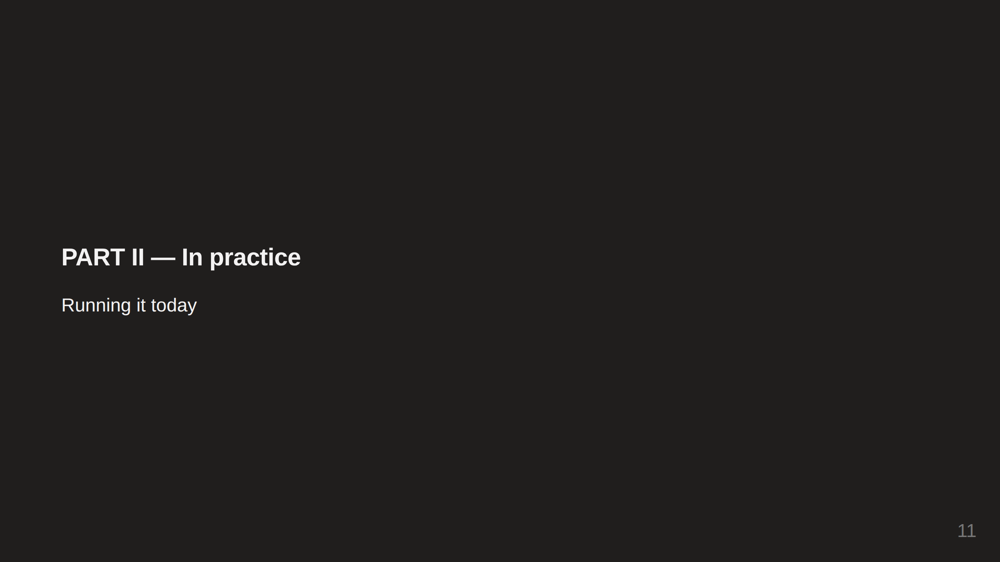 PART II — In practice
Running it today
11